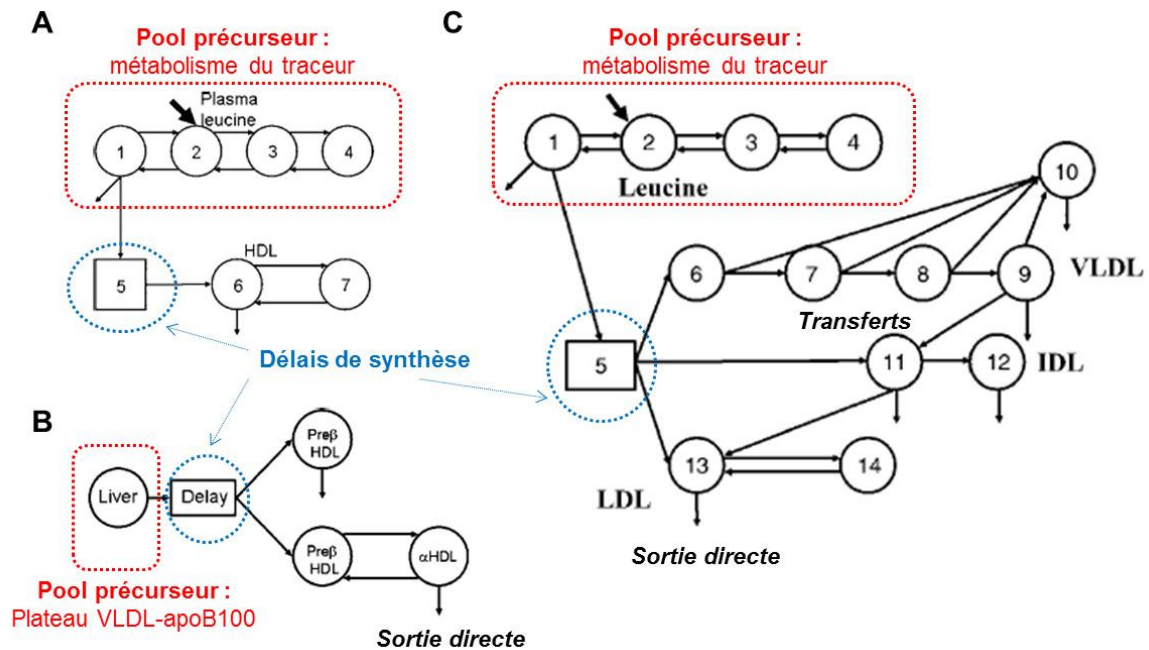 A
Pool précurseur :
métabolisme du traceur
Plasma
leucine
1
2
3
4
5
HDL
6
7
Délais de synthèse
B
Liver
Delay
Preβ
HDL
Preβ
HDL
αHDL
Pool précurseur :
Plateau VLDL-apoB100
Sortie directe
C
Pool précurseur :
métabolisme du traceur
1
2
3
4
Leucine
10
6
7
8
9
VLDL
Transferts
5
11
12
IDL
13
14
LDL
Sortie directe